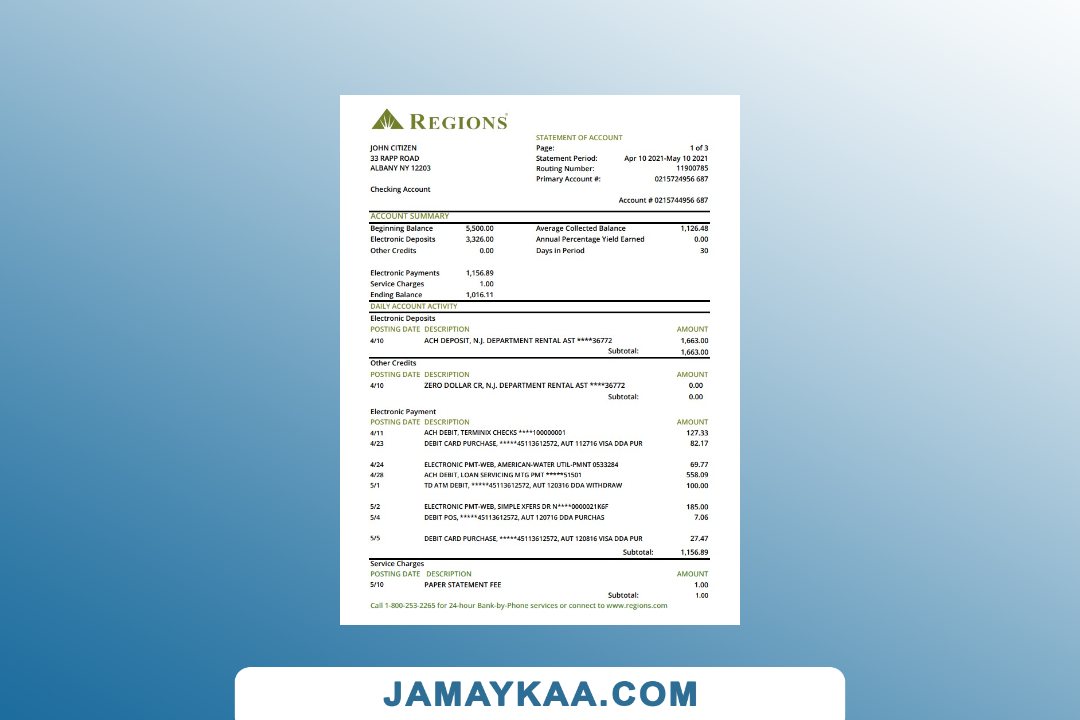 REGIONS
STATEMENT OF ACCOUNT
JOHN CITIZEN Page: 1 of 3
33 RAPP ROAD Statement Period: Apr 10 2021-May 10 2021
ALBANY NY 12203 Routing Number: 11900785
Primary Account #: 0215724956 687
Checking Account
Account # 0215744956 687
ACCOUNT SUMMARY
Beginning Balance 5,500.00 Average Collected Balance 1,126.48
Electronic Deposits 3,326.00 Annual Percentage Yield Earned 0.00
Other Credits 0.00 Days in Period 30
Electronic Payments 1,156.89
Service Charges 1.00
Ending Balance 1,016.11
DAILY ACCOUNT ACTIVITY
Electronic Deposits
POSTING DATE DESCRIPTION AMOUNT
4/10 ACH DEPOSIT, N.J. DEPARTMENT RENTAL AST ****36772 1,663.00
Subtotal: 1,663.00
Other Credits
POSTING DATE DESCRIPTION AMOUNT
4/10 ZERO DOLLAR CR, N.J. DEPARTMENT RENTAL AST ****36772 0.00
Subtotal: 0.00
Electronic Payment
POSTING DATE DESCRIPTION AMOUNT
4/11 ACH DEBIT, TERMINIX CHECKS ****100000001 127.33
4/23 DEBIT CARD PURCHASE, *****45113612572, AUT 112716 VISA DDA PUR 82.17
4/24 ELECTRONIC PMT-WEB, AMERICAN-WATER UTIL-PMNT 0533284 69.77
4/28 ACH DEBIT, LOAN SERVICING MTG PMT *****51501 558.09
5/1 TD ATM DEBIT, *****45113612572, AUT 120316 DDA WITHDRAW 100.00
5/2 ELECTRONIC PMT-WEB, SIMPLE XFERS DR N****0000021K6F 185.00
5/4 DEBIT POS, *****45113612572, AUT 120716 DDA PURCHAS 7.06
5/5 DEBIT CARD PURCHASE, *****45113612572, AUT 120816 VISA DDA PUR 27.47
Subtotal: 1,156.89
Service Charges
POSTING DATE DESCRIPTION AMOUNT
5/10 PAPER STATEMENT FEE 1.00
Subtotal: 1.00
Call 1-800-253-2265 for 24-hour Bank-by-Phone services or connect to www.regions.com
JAMAYKAA.COM